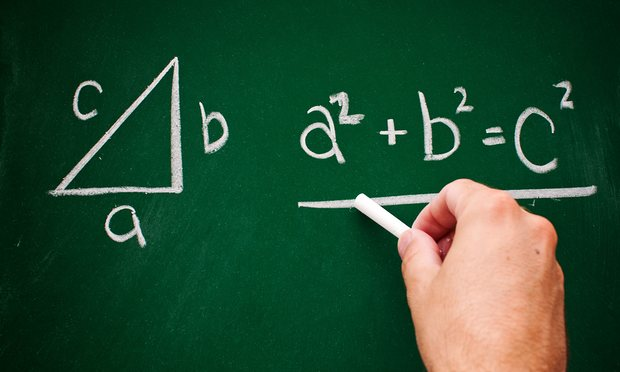 c
b
a
a² + b² = c²